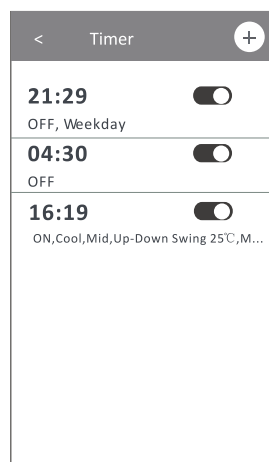 < Timer +
21:29
OFF, Weekday
04:30
OFF
16:19
ON,Cool,Mid,Up-Down Swing 25℃,M...